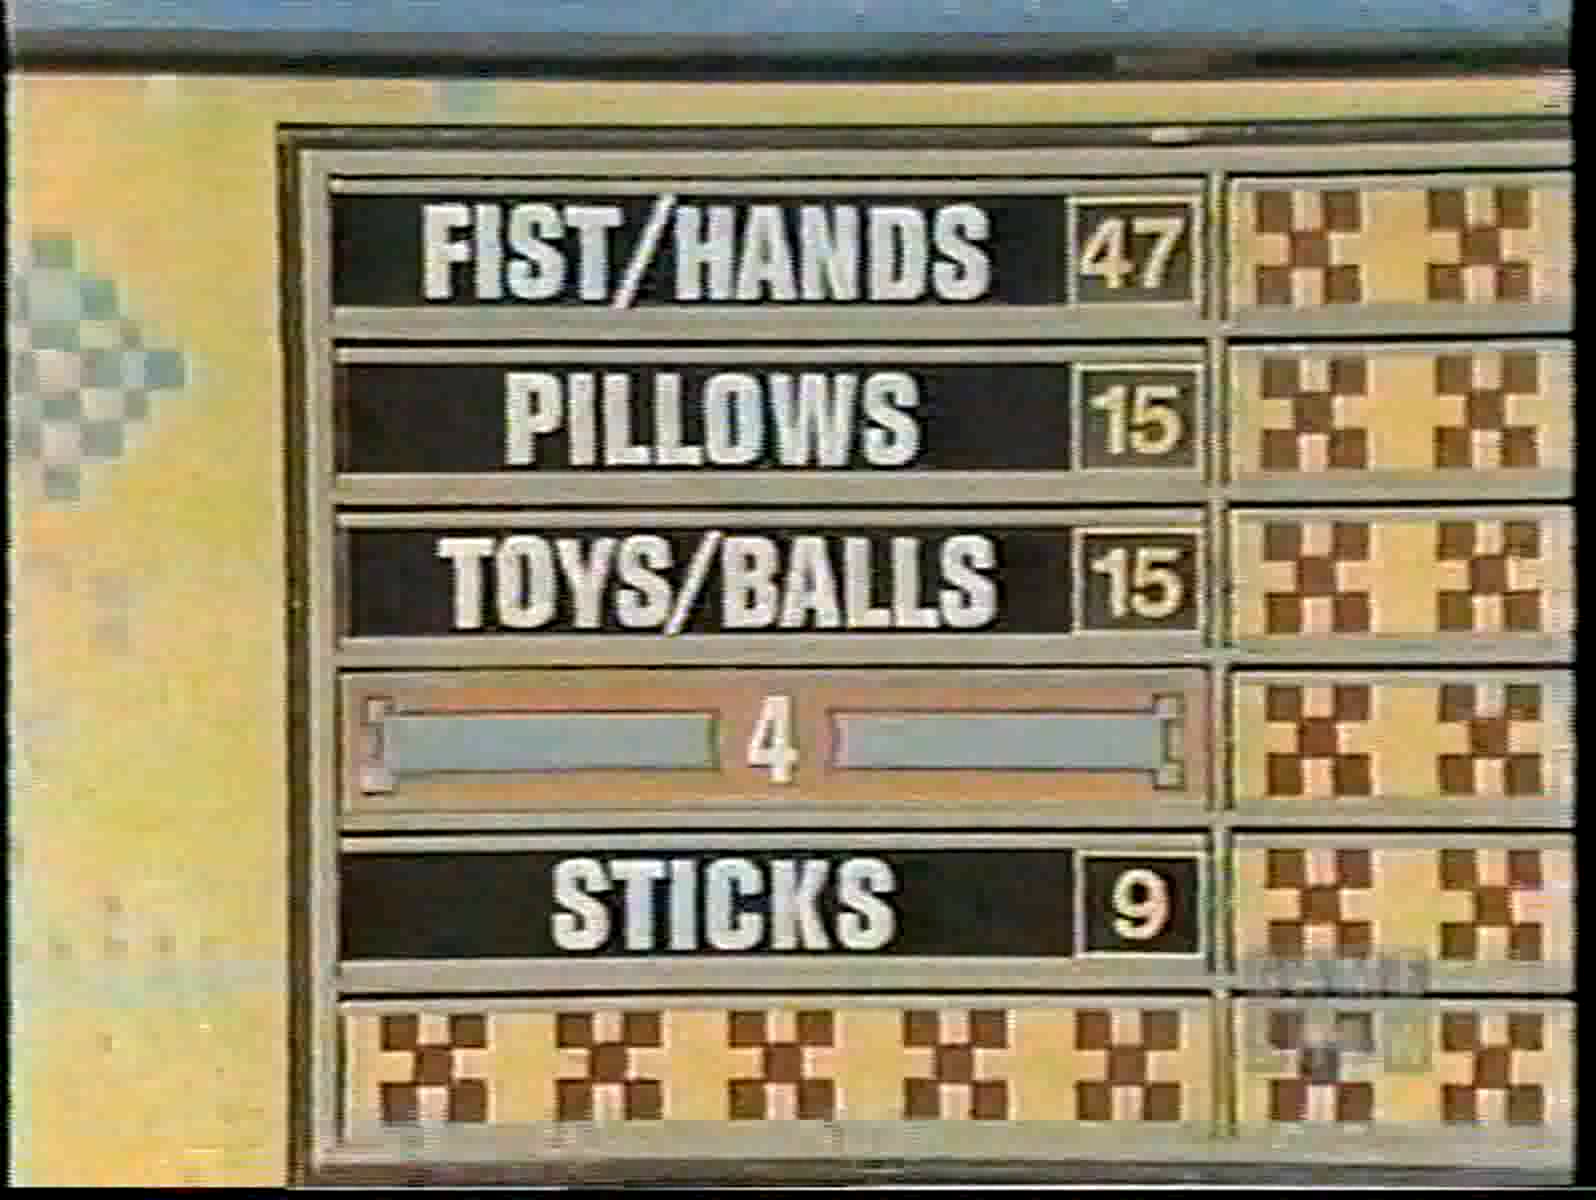 FIST/HANDS 47
PILLOWS 15
TOYS/BALLS 15
4
STICKS 9